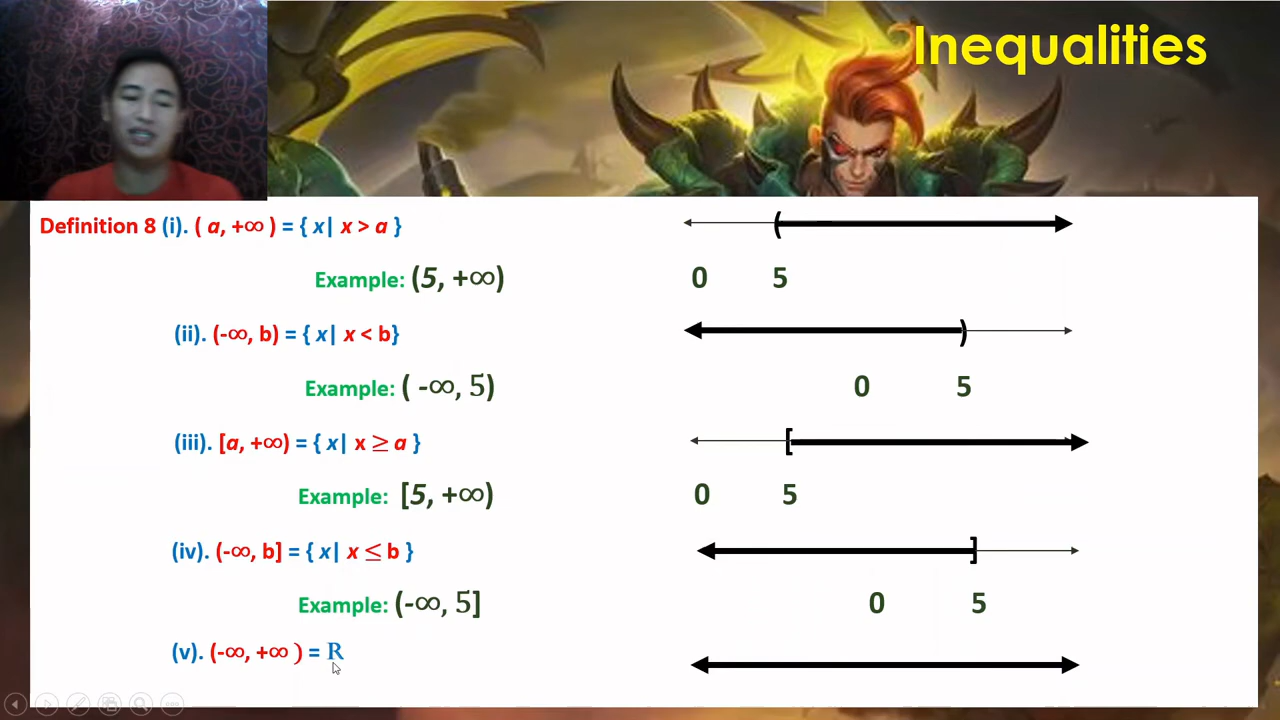 Inequalities
Definition 8 (i). ( a, +∞ ) = { x| x > a }
Example: (5, +∞)
0 5
(ii). (-∞, b) = { x| x < b}
Example: ( -∞, 5)
0 5
(iii). [a, +∞) = { x| x ≥ a }
Example: [5, +∞)
0 5
(iv). (-∞, b] = { x| x ≤ b }
Example: (-∞, 5]
0 5
(v). (-∞, +∞ ) = R